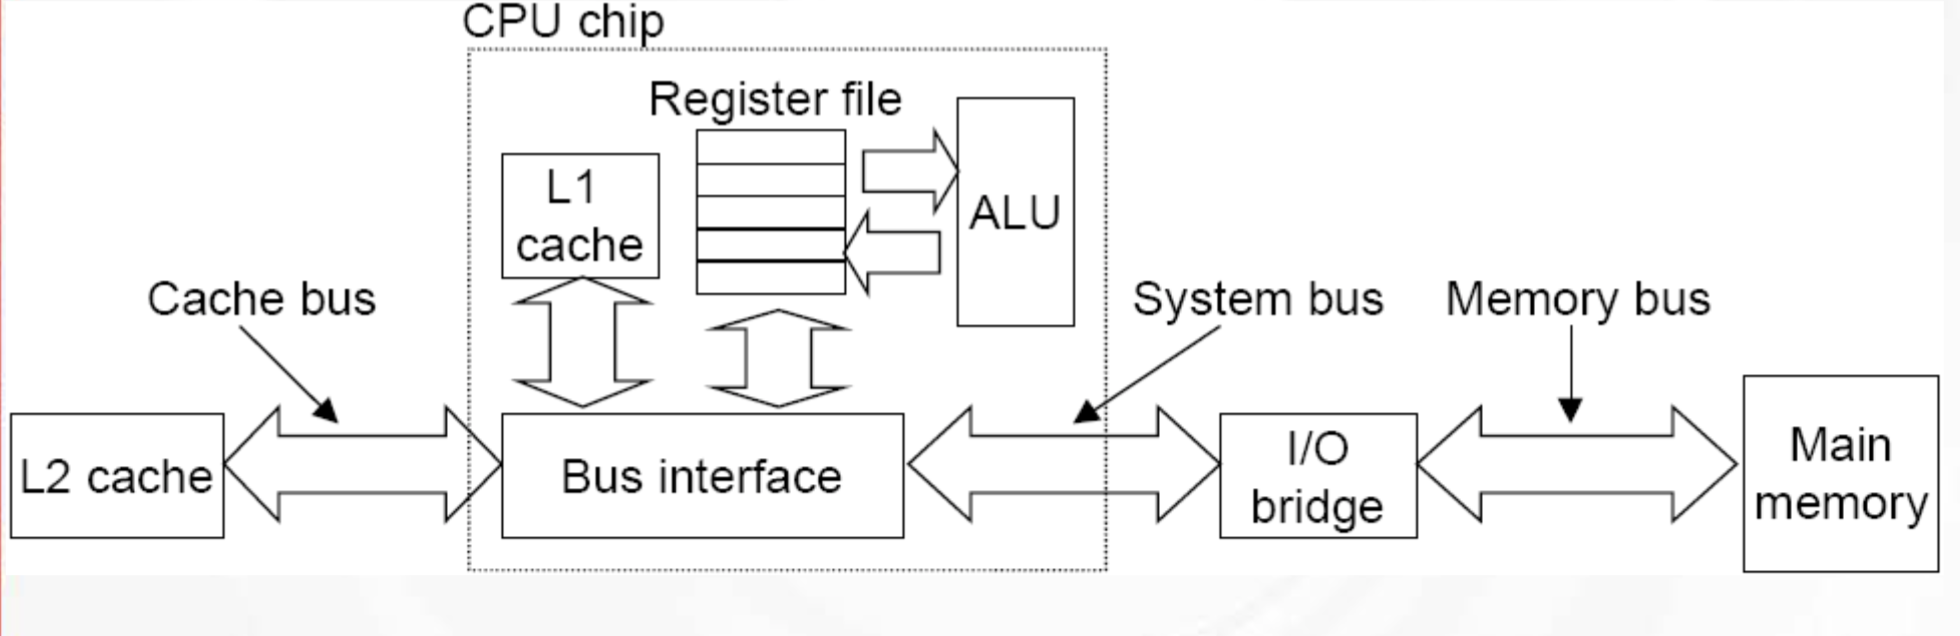 CPU chip
Register file
L1
cache
ALU
Cache bus
System bus
Memory bus
L2 cache
Bus interface
I/O
bridge
Main
memory